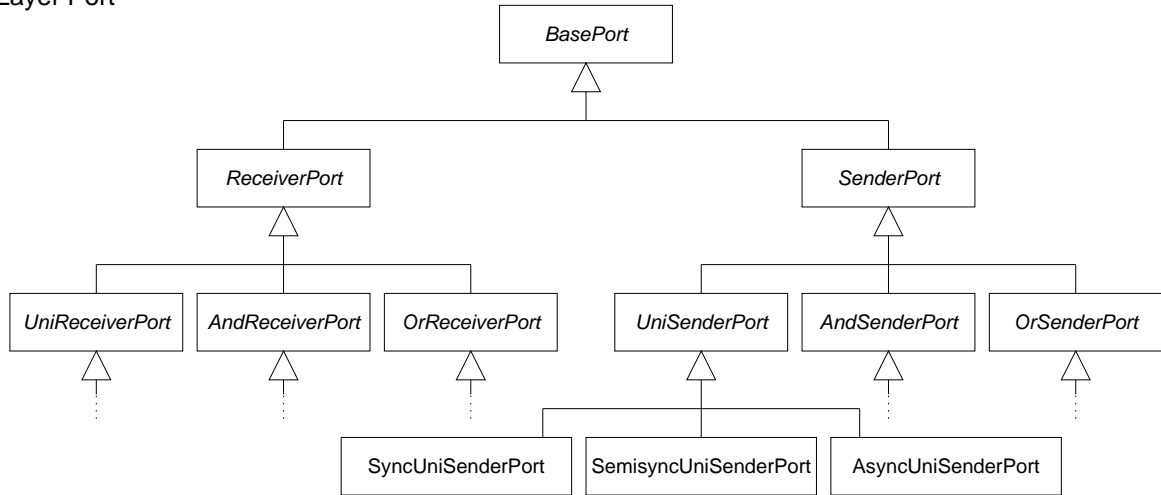 Layer Port
BasePort
ReceiverPort
SenderPort
UniReceiverPort
AndReceiverPort
OrReceiverPort
UniSenderPort
AndSenderPort
OrSenderPort
SyncUniSenderPort
SemisyncUniSenderPort
AsyncUniSenderPort